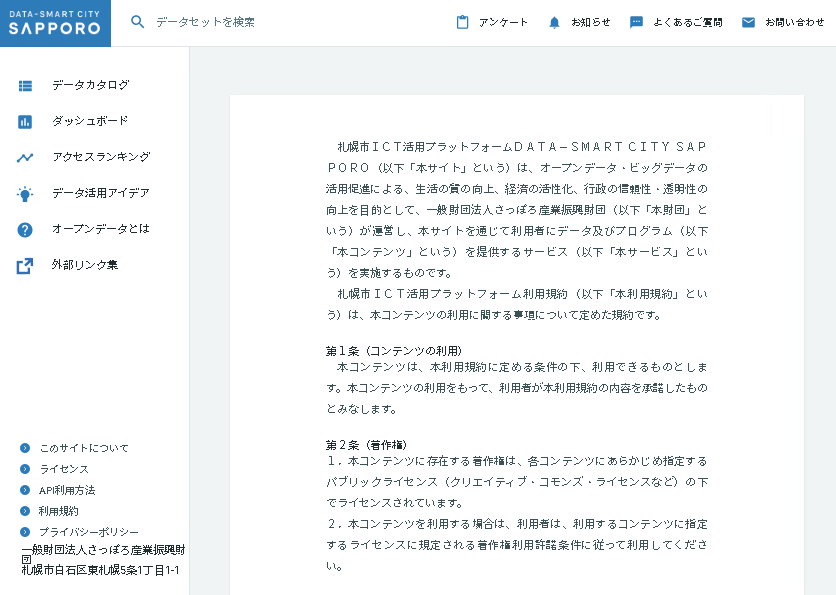 DATA-SMART CITY
SAPPORO
データセットを検索
アンケート
お知らせ
よくあるご質問
お問い合わせ
データカタログ
ダッシュボード
アクセスランキング
データ活用アイデア
オープンデータとは
外部リンク集
このサイトについて
ライセンス
API利用方法
利用規約
プライバシーポリシー
一般財団法人さっぽろ産業振興財
団
札幌市白石区東札幌5条1丁目1-1
札幌市ＩＣＴ活用プラットフォームＤＡＴＡ－ＳＭＡＲＴ ＣＩＴＹ ＳＡＰ
ＰＯＲＯ（以下「本サイト」という）は、オープンデータ・ビッグデータの
活用促進による、生活の質の向上、経済の活性化、行政の信頼性・透明性の
向上を目的として、一般財団法人さっぽろ産業振興財団（以下「本財団」と
いう）が運営し、本サイトを通じて利用者にデータ及びプログラム（以下
「本コンテンツ」という）を提供するサービス（以下「本サービス」とい
う）を実施するものです。
札幌市ＩＣＴ活用プラットフォーム利用規約（以下「本利用規約」とい
う）は、本コンテンツの利用に関する事項について定めた規約です。
第１条（コンテンツの利用）
本コンテンツは、本利用規約に定める条件の下、利用できるものとしま
す。本コンテンツの利用をもって、利用者が本利用規約の内容を承諾したもの
とみなします。
第２条（著作権）
１．本コンテンツに存在する著作権は、各コンテンツにあらかじめ指定する
パブリックライセンス（クリエイティブ・コモンズ・ライセンスなど）の下
でライセンスされています。
２．本コンテンツを利用する場合は、利用者は、利用するコンテンツに指定
するライセンスに規定される著作権利用許諾条件に従って利用してくださ
い。